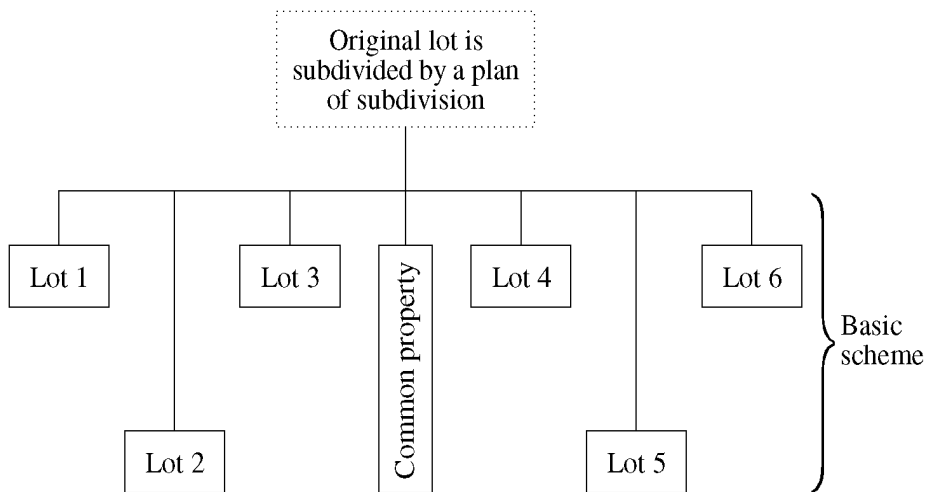 Original lot is
subdivided by a plan
of subdivision
Lot 1
Lot 3
Common property
Lot 4
Lot 6
Basic
scheme
Lot 2
Lot 5